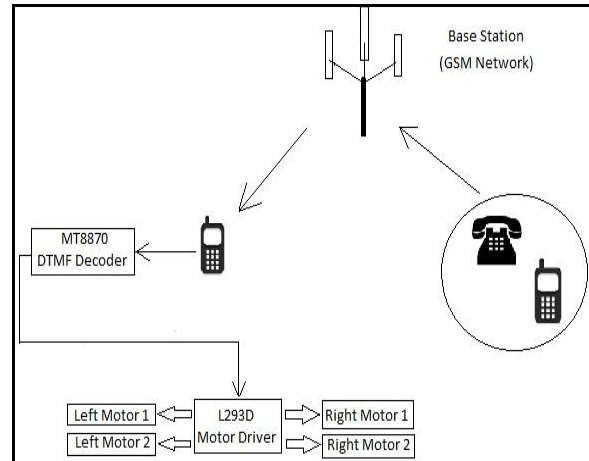 Base Station
(GSM Network)
MT8870
DTMF Decoder
L293D
Motor Driver
Left Motor 1
Left Motor 2
Right Motor 1
Right Motor 2